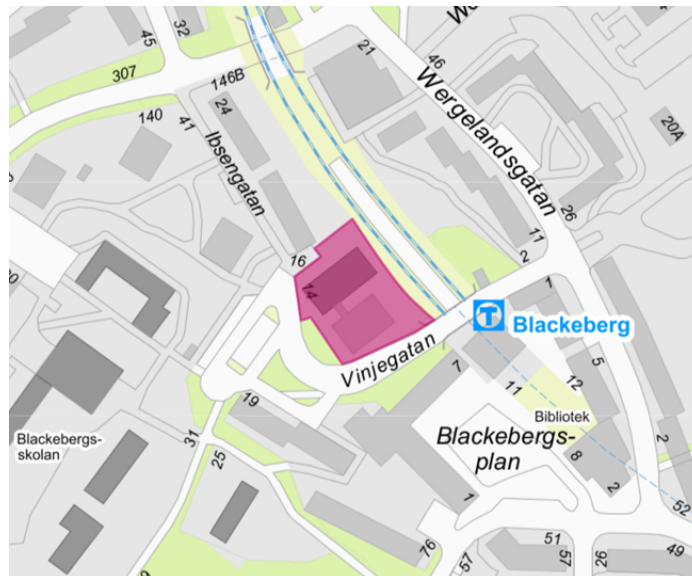 45
32
307
146B
140
41
24
Ibsengatan
21
46
Wergelandsgatan
20A
26
11
2
1
16
14
T
Blackeberg
Vinjegatan
7
11
12
5
Bibliotek
Blackebergs-
plan
8
2
2
52
19
31
25
Blackebergs-
skolan
1
76
57
51
57
26
49